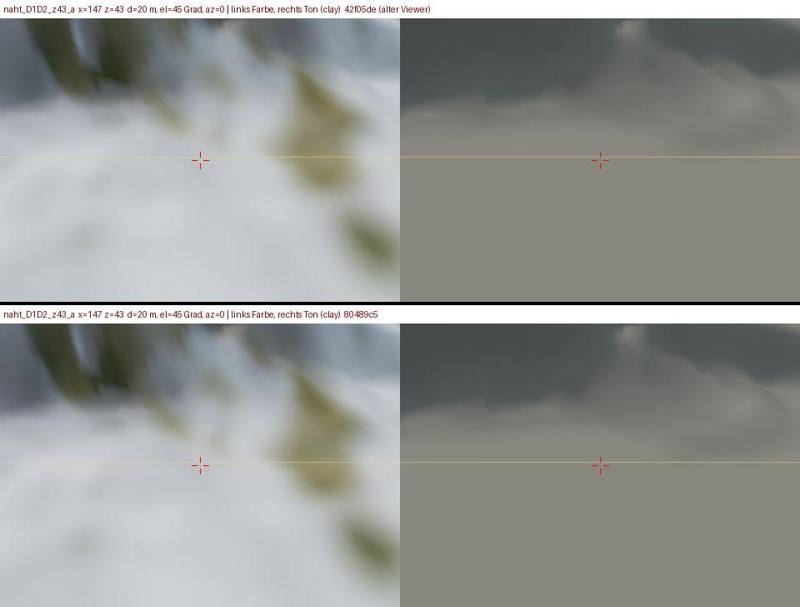 naht_D1D2_z43_a x=147 z=43 d=20 m, el=45 Grad, az=0 | links Farbe, rechts Ton (clay) 42f05de (alter Viewer)
naht_D1D2_z43_a x=147 z=43 d=20 m, el=45 Grad, az=0 | links Farbe, rechts Ton (clay) 80489c5